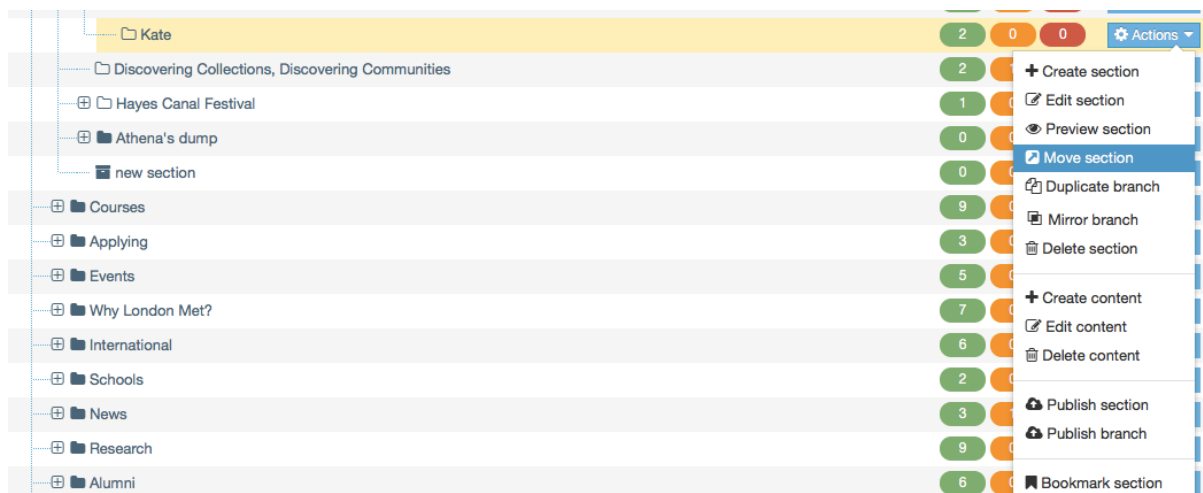 Kate 2 0 0 Actions
Discovering Collections, Discovering Communities 2
Create section
Hayes Canal Festival 1
Edit section
Preview section
Athena's dump 0
Move section
new section 0
Duplicate branch
Courses 9
Mirror branch
Applying 3
Delete section
Events 5
Create content
Why London Met? 7
Edit content
International 6
Delete content
Schools 2
Publish section
News 3
Publish branch
Research 9
Alumni 6
Bookmark section